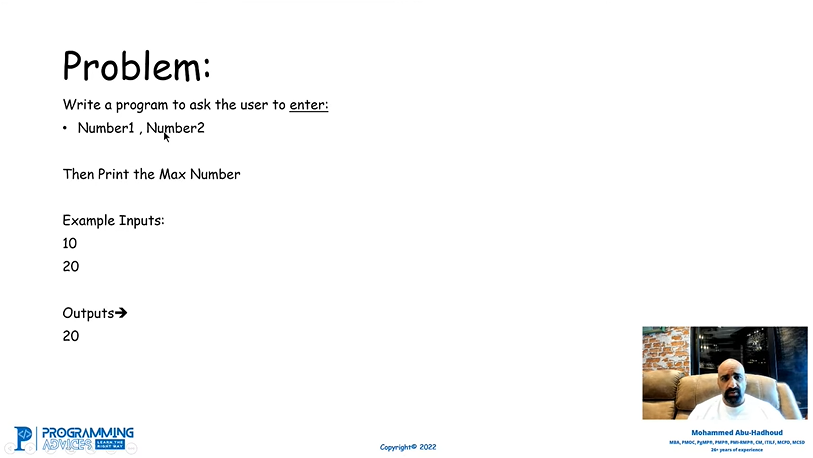 Problem:
Write a program to ask the user to enter:
• Number1 , Number2
Then Print the Max Number
Example Inputs:
10
20
Outputs➔
20
PROGRAMMING
ADVICES
LEARN THE
RIGHT WAY
Copyright© 2022
Mohammed Abu-Hadhoud
MBA, PMOC, PgMP®, PMP®, PMI-RMP®, CM, ITILF, MCPD, MCSD
20+ years of experience